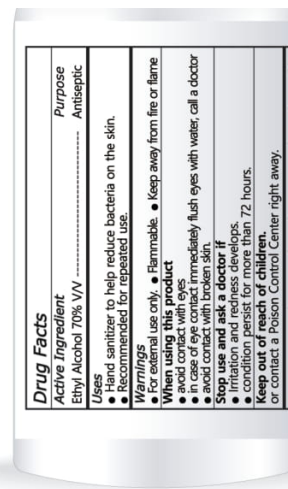 Drug Facts
Active Ingredient Purpose
Ethyl Alcohol 70% V/V ------------------------------- Antiseptic
Uses
● Hand sanitizer to help reduce bacteria on the skin.
● Recommended for repeated use.
Warnings
● For external use only. ● Flammable. ● Keep away from fire or flame
When using this product
● avoid contact with eyes
● in case of eye contact immediately flush eyes with water, call a doctor
● avoid contact with broken skin.
Stop use and ask a doctor if
● Irritation and redness develops.
● condition persist for more than 72 hours.
Keep out of reach of children.
or contact a Poison Control Center right away.